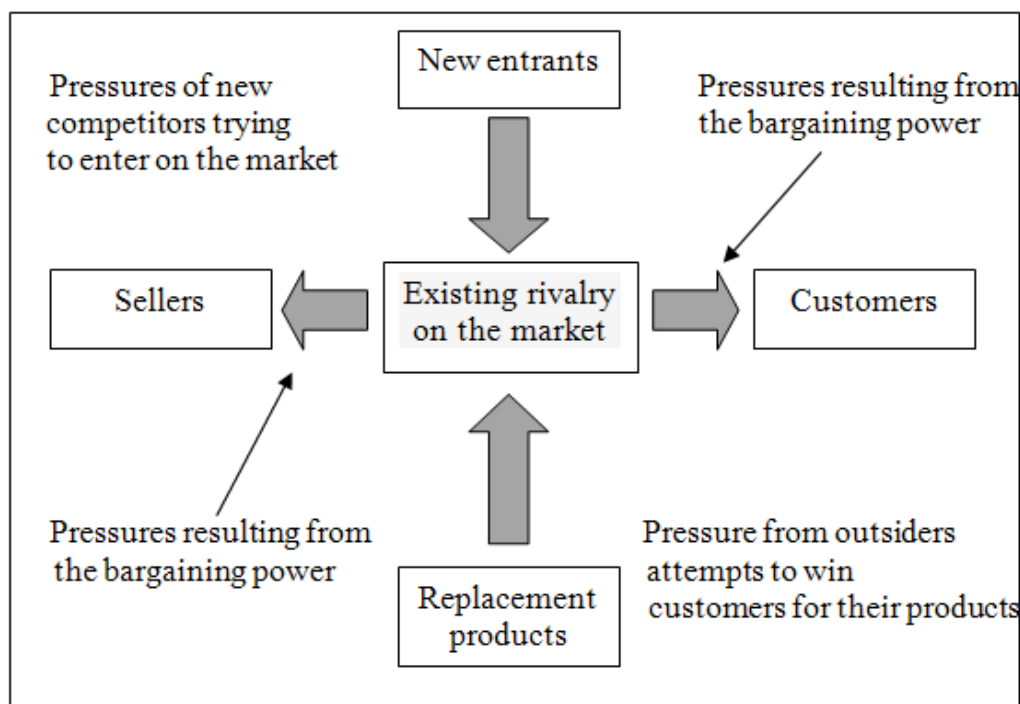 New entrants
Pressures of new
competitors trying
to enter on the market
Pressures resulting from
the bargaining power
Sellers
Existing rivalry
on the market
Customers
Pressures resulting from
the bargaining power
Pressure from outsiders
attempts to win
customers for their products
Replacement
products